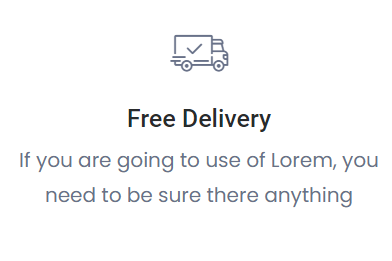 Free Delivery
If you are going to use of Lorem, you
need to be sure there anything